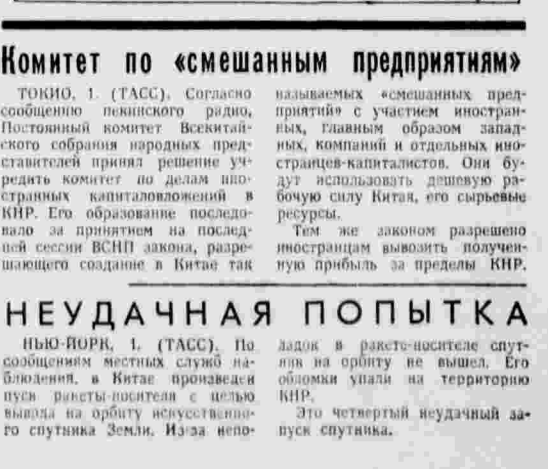 Комитет по «смешанным предприятиям»
ТОКИО, 1. (ТАСС). Согласно
сообщению пекинского радио,
Постоянный комитет Всекитай-
ского собрания народных пред-
ставителей принял решение уч-
редить комитет по делам ино-
странных капиталовложений в
КНР. Его образование последо-
вало за принятием на послед-
ней сессии ВСНП закона, разре-
шающего создание в Китае так
называемых «смешанных пред-
приятий» с участием иностран-
ных, главным образом запад-
ных, компаний и отдельных ино-
странцев-капиталистов. Они бу-
дут использовать дешевую ра-
бочую силу Китая, его сырьевые
ресурсы.
Тем же законом разрешено
иностранцам вывозить получен-
ную прибыль за пределы КНР.
НЕУДАЧНАЯ ПОПЫТКА
НЬЮ-ЙОРК, 1. (ТАСС). По
сообщениям местных служб на-
блюдения, в Китае произведен
пуск ракеты-носителя с целью
вывода на орбиту искусственно-
го спутника Земли. Из-за непо-
ладок в ракете-носителе спут-
ник на орбиту не вышел. Его
обломки упали на территорию
КНР.
Это четвертый неудачный за-
пуск спутника.